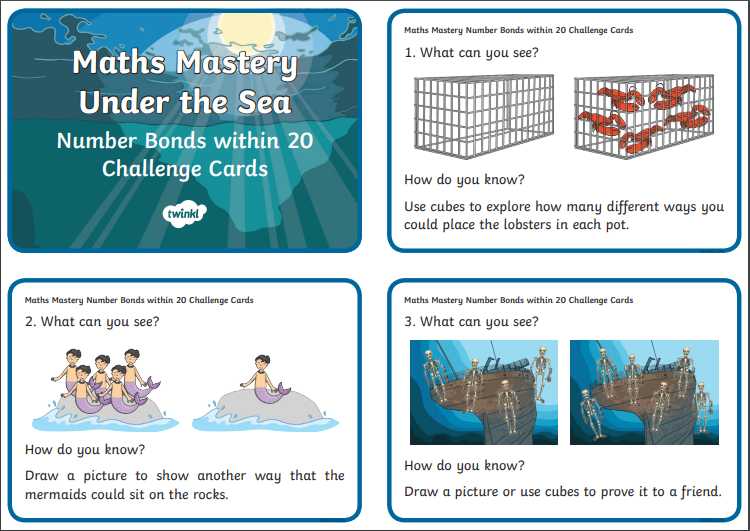 Maths Mastery
Under the Sea
Number Bonds within 20
Challenge Cards
twinkl
Maths Mastery Number Bonds within 20 Challenge Cards
1. What can you see?
How do you know?
Use cubes to explore how many different ways you
could place the lobsters in each pot.
Maths Mastery Number Bonds within 20 Challenge Cards
2. What can you see?
How do you know?
Draw a picture to show another way that the
mermaids could sit on the rocks.
Maths Mastery Number Bonds within 20 Challenge Cards
3. What can you see?
How do you know?
Draw a picture or use cubes to prove it to a friend.